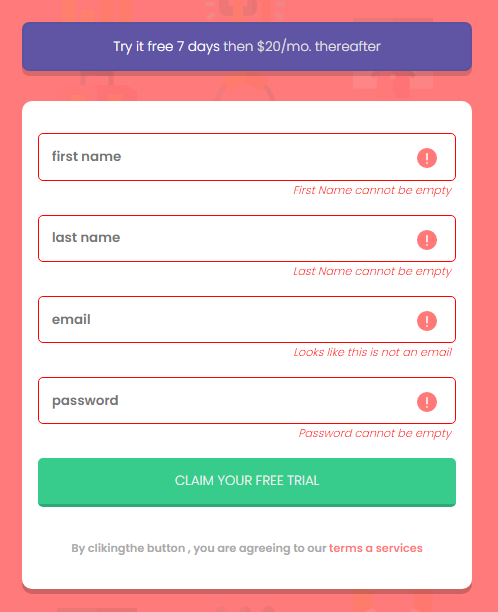 Try it free 7 days then $20/mo. thereafter
first name
!
First Name cannot be empty
last name
!
Last Name cannot be empty
email
!
Looks like this is not an email
password
!
Password cannot be empty
CLAIM YOUR FREE TRIAL
By clikingthe button , you are agreeing to our terms a services